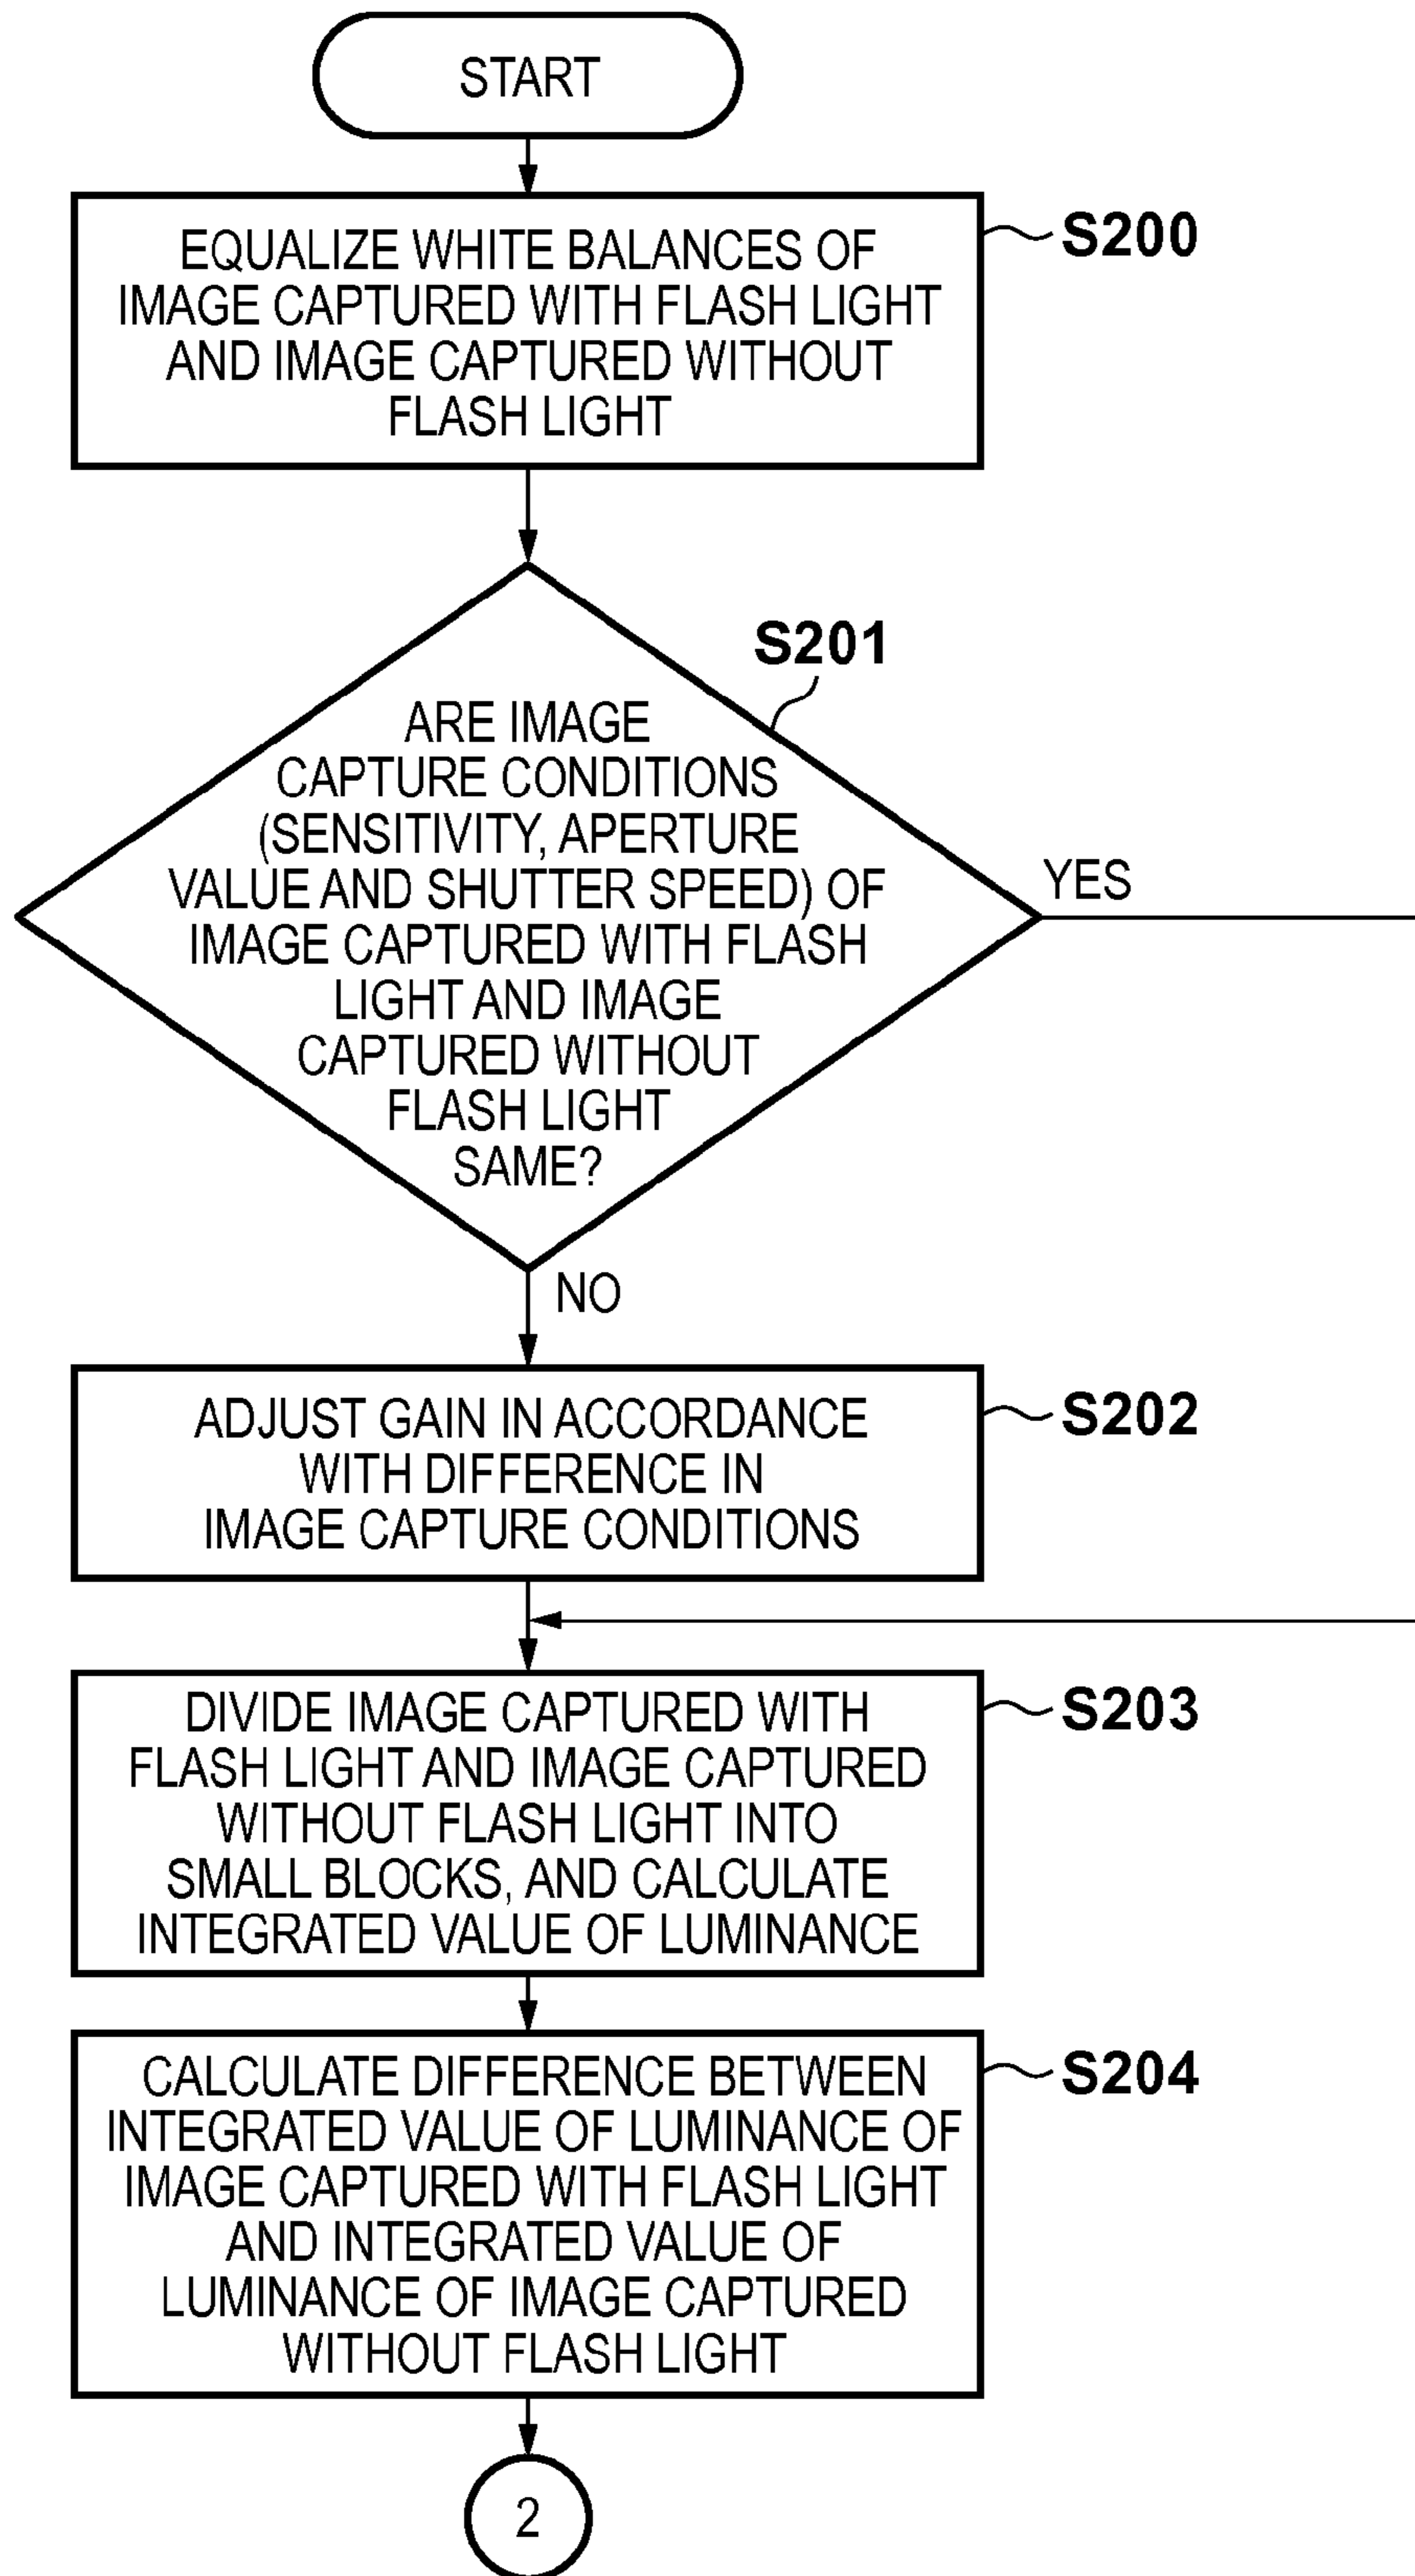 START
EQUALIZE WHITE BALANCES OF
IMAGE CAPTURED WITH FLASH LIGHT
AND IMAGE CAPTURED WITHOUT
FLASH LIGHT
S200
S201
ARE IMAGE
CAPTURE CONDITIONS
(SENSITIVITY, APERTURE
VALUE AND SHUTTER SPEED) OF
IMAGE CAPTURED WITH FLASH
LIGHT AND IMAGE
CAPTURED WITHOUT
FLASH LIGHT
SAME?
YES
NO
ADJUST GAIN IN ACCORDANCE
WITH DIFFERENCE IN
IMAGE CAPTURE CONDITIONS
S202
DIVIDE IMAGE CAPTURED WITH
FLASH LIGHT AND IMAGE CAPTURED
WITHOUT FLASH LIGHT INTO
SMALL BLOCKS, AND CALCULATE
INTEGRATED VALUE OF LUMINANCE
S203
CALCULATE DIFFERENCE BETWEEN
INTEGRATED VALUE OF LUMINANCE OF
IMAGE CAPTURED WITH FLASH LIGHT
AND INTEGRATED VALUE OF
LUMINANCE OF IMAGE CAPTURED
WITHOUT FLASH LIGHT
S204
2